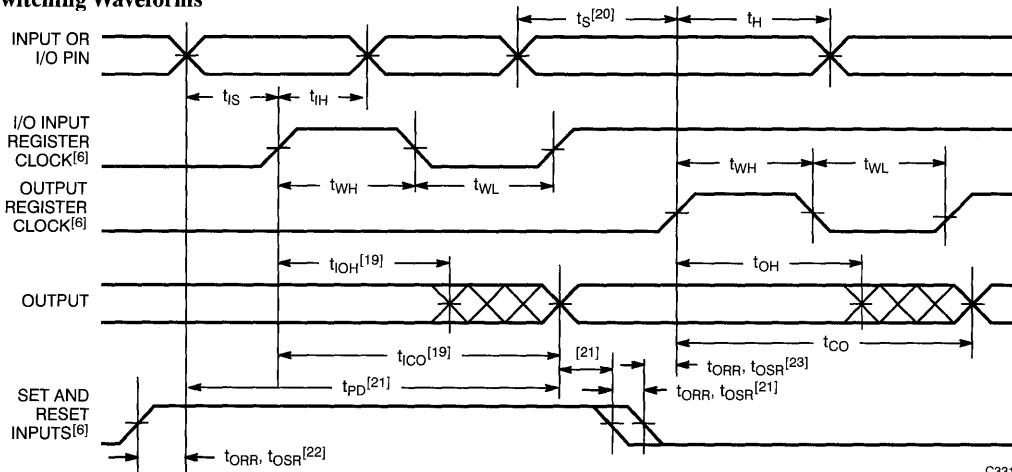 tS[20]
tH
INPUT OR
I/O PIN
tIS
tIH
I/O INPUT
REGISTER
CLOCK[6]
tWH
tWL
tWH
tWL
OUTPUT
REGISTER
CLOCK[6]
tIOH[19]
tOH
OUTPUT
tCO
tICO[19]
[21]
tORR, tOSR[23]
tPD[21]
tORR, tOSR[21]
SET AND
RESET
INPUTS[6]
tORR, tOSR[22]